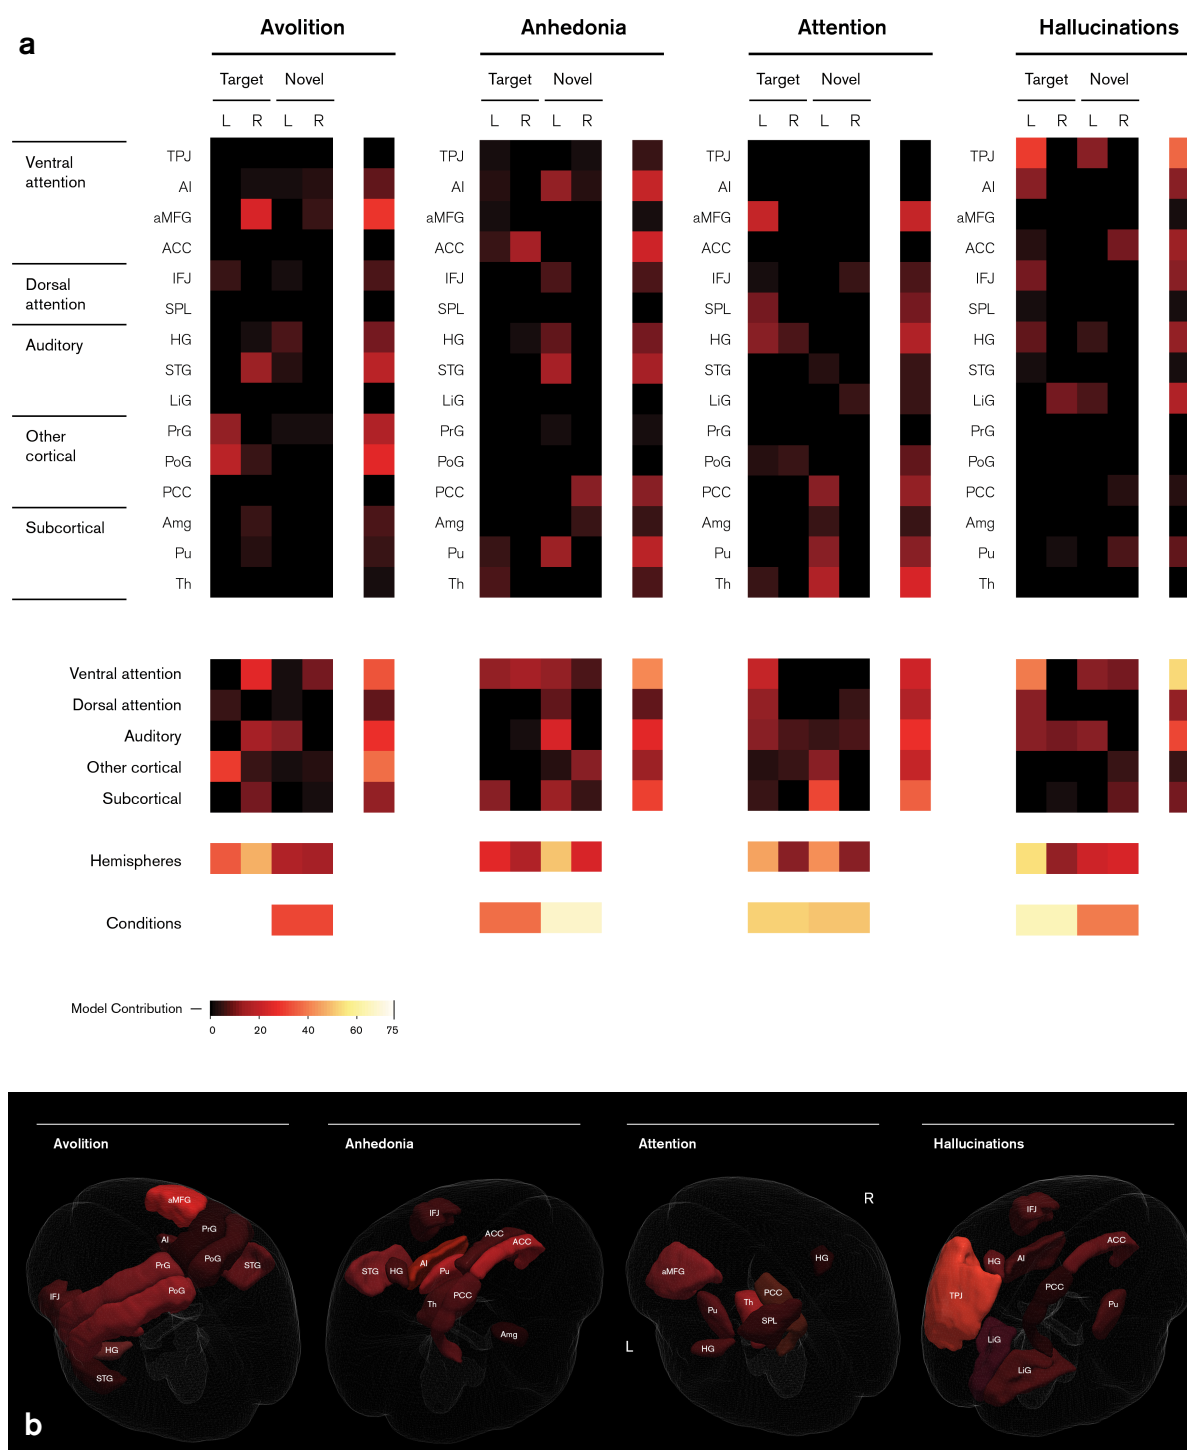 a
Avolition Anhedonia Attention Hallucinations
Target Novel Target Novel Target Novel Target Novel
L R L R L R L R L R L R L R L R
Ventral
attention
TPJ TPJ TPJ TPJ
AI AI AI AI
aMFG aMFG aMFG aMFG
ACC ACC ACC ACC
Dorsal
attention
IFJ IFJ IFJ IFJ
SPL SPL SPL SPL
Auditory
HG HG HG HG
STG STG STG STG
LiG LiG LiG LiG
Other
cortical
PrG PrG PrG PrG
PoG PoG PoG PoG
PCC PCC PCC PCC
Subcortical
Amg Amg Amg Amg
Pu Pu Pu Pu
Th Th Th Th
Ventral attention
Dorsal attention
Auditory
Other cortical
Subcortical
Hemispheres
Conditions
Model Contribution
0 20 40 60 75
Avolition
aMFG
PrG
AI
PoG
PrG
STG
PoG
IFJ
HG
STG
Anhedonia
IFJ
ACC
ACC
STG
HG
AI
Pu
PCC
Th
Amg
Attention
R
HG
aMFG
PCC
Th
Pu
SPL
HG
L
Hallucinations
IFJ
ACC
HG
AI
PCC
TPJ
Pu
LiG
LiG
b